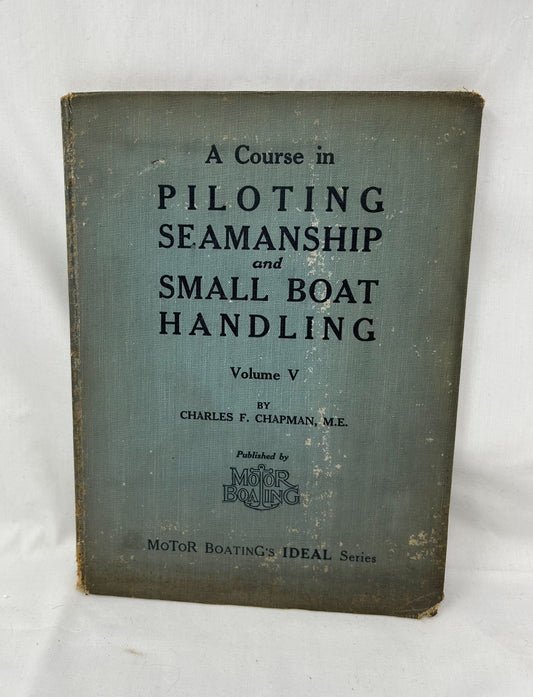 A Course in
PILOTING
SEAMANSHIP
and
SMALL BOAT
HANDLING
Volume V
BY
CHARLES F. CHAPMAN, M.E.
Published by
MoToR
BOATING
MoToR BOATING'S IDEAL Series